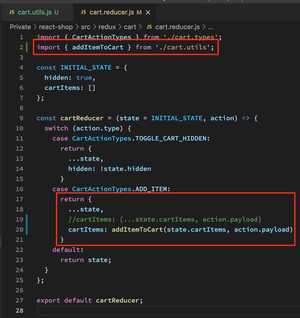 cart.utils.js U
cart.reducer.js M
Private > react-shop > src > redux > cart > cart.reducer.js > ...
1 import { CartActionTypes } from './cart.types';
2 import { addItemToCart } from './cart.utils';
3
4 const INITIAL_STATE = {
5 hidden: true,
6 cartItems: []
7 };
8
9 const cartReducer = (state = INITIAL_STATE, action) => {
10 switch (action.type) {
11 case CartActionTypes.TOGGLE_CART_HIDDEN:
12 return {
13 ...state,
14 hidden: !state.hidden
15 }
16 case CartActionTypes.ADD_ITEM:
17 return {
18 ...state,
19 //cartItems: [...state.cartItems, action.payload]
20 cartItems: addItemToCart(state.cartItems, action.payload)
21 }
22 default:
23 return state;
24 }
25 };
26
27 export default cartReducer;
28